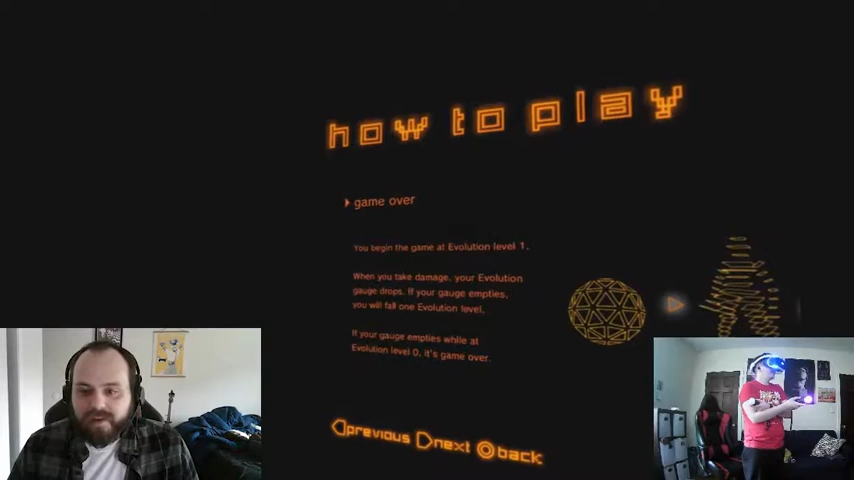 how to play
game over
You begin the game at Evolution level 1.
When you take damage, your Evolution
gauge drops. If your gauge empties,
you will fall one Evolution level.
If your gauge empties while at
Evolution level 0, it's game over.
previous next back